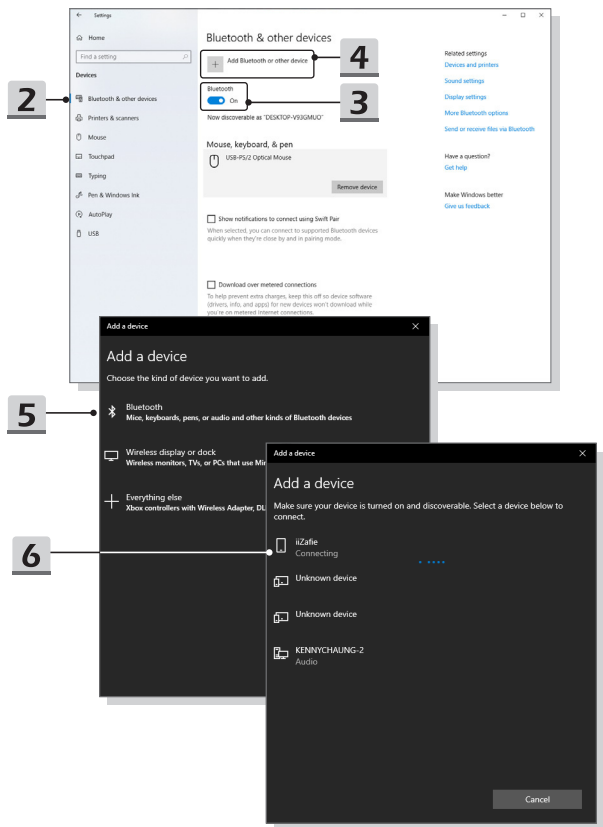 Settings
Home
Find a setting
Devices
Bluetooth & other devices
Printers & scanners
Mouse
Touchpad
Typing
Pen & Windows Ink
AutoPlay
USB
2
Bluetooth & other devices
Add Bluetooth or other device
4
Bluetooth
On
3
Now discoverable as "DESKTOP-V93GMUO"
Mouse, keyboard, & pen
USB-PS/2 Optical Mouse
Remove device
Show notifications to connect using Swift Pair
When selected, you can connect to supported Bluetooth devices
quickly when they're close by and in pairing mode.
Download over metered connections
To help prevent extra charges, keep this off so device software
(drivers, info, and apps) for new devices won't download while
you're on metered Internet connections.
Related settings
Devices and printers
Sound settings
Display settings
More Bluetooth options
Send or receive files via Bluetooth
Have a question?
Get help
Make Windows better
Give us feedback
Add a device
Add a device
Choose the kind of device you want to add.
5
Bluetooth
Mice, keyboards, pens, or audio and other kinds of Bluetooth devices
Wireless display or dock
Wireless monitors, TVs, or PCs that use
Everything else
Xbox controllers with Wireless Adapter,
6
Add a device
Add a device
Make sure your device is turned on and discoverable. Select a device below to
connect.
iiZafie
Connecting
Unknown device
Unknown device
KENNYCHAUNG-2
Audio
Cancel